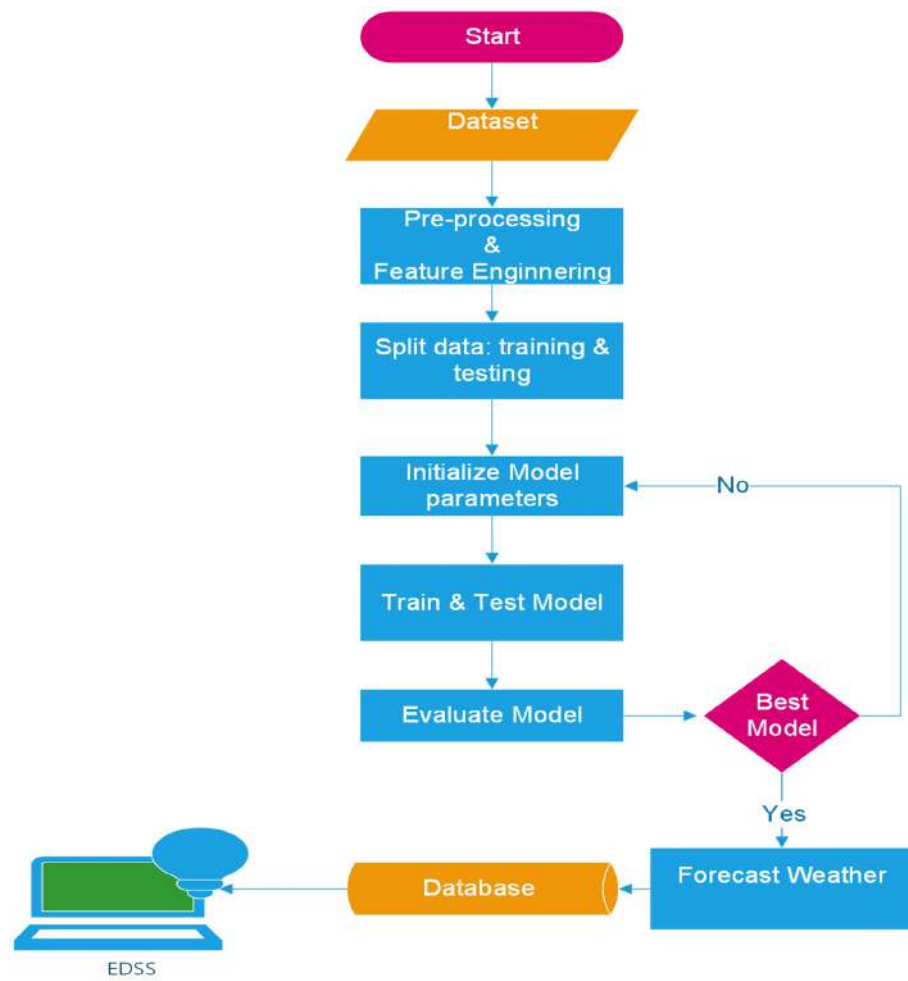 Start
Dataset
Pre-processing
&
Feature Enginnering
Split data: training &
testing
Initialize Model
parameters
No
Train & Test Model
Evaluate Model
Best
Model
Yes
Forecast Weather
Database
EDSS